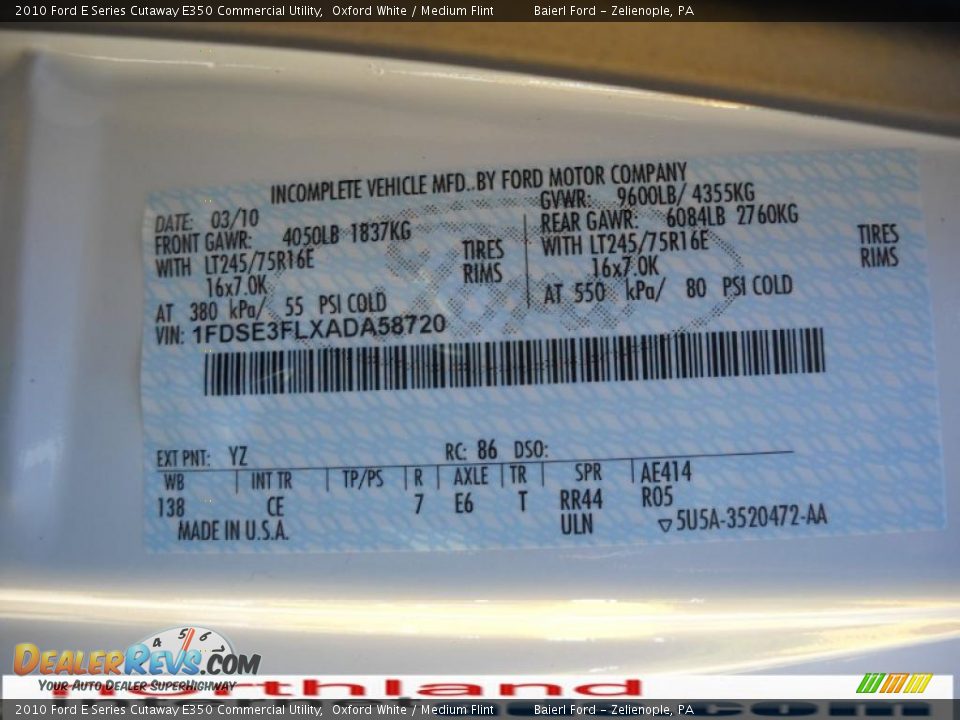 2010 Ford E Series Cutaway E350 Commercial Utility, Oxford White / Medium Flint Baierl Ford - Zelienople, PA
INCOMPLETE VEHICLE MFD..BY FORD MOTOR COMPANY
DATE: 03/10 GVWR: 9600LB/ 4355KG
FRONT GAWR: 4050LB 1837KG REAR GAWR: 6084LB 2760KG
WITH LT245/75R16E TIRES WITH LT245/75R16E TIRES
16x7.0K RIMS 16x7.0K RIMS
AT 380 kPa/ 55 PSI COLD AT 550 kPa/ 80 PSI COLD
VIN: 1FDSE3FLXADA58720
EXT PNT: YZ RC: 86 DSO:
WB INT TR TP/PS R AXLE TR SPR AE414
138 CE 7 E6 T RR44 R05
MADE IN U.S.A. ULN ▽5U5A-3520472-AA
4 5 6
DEALERREVS.COM
YOUR AUTO DEALER SUPERHIGHWAY
2010 Ford E Series Cutaway E350 Commercial Utility, Oxford White / Medium Flint Baierl Ford - Zelienople, PA